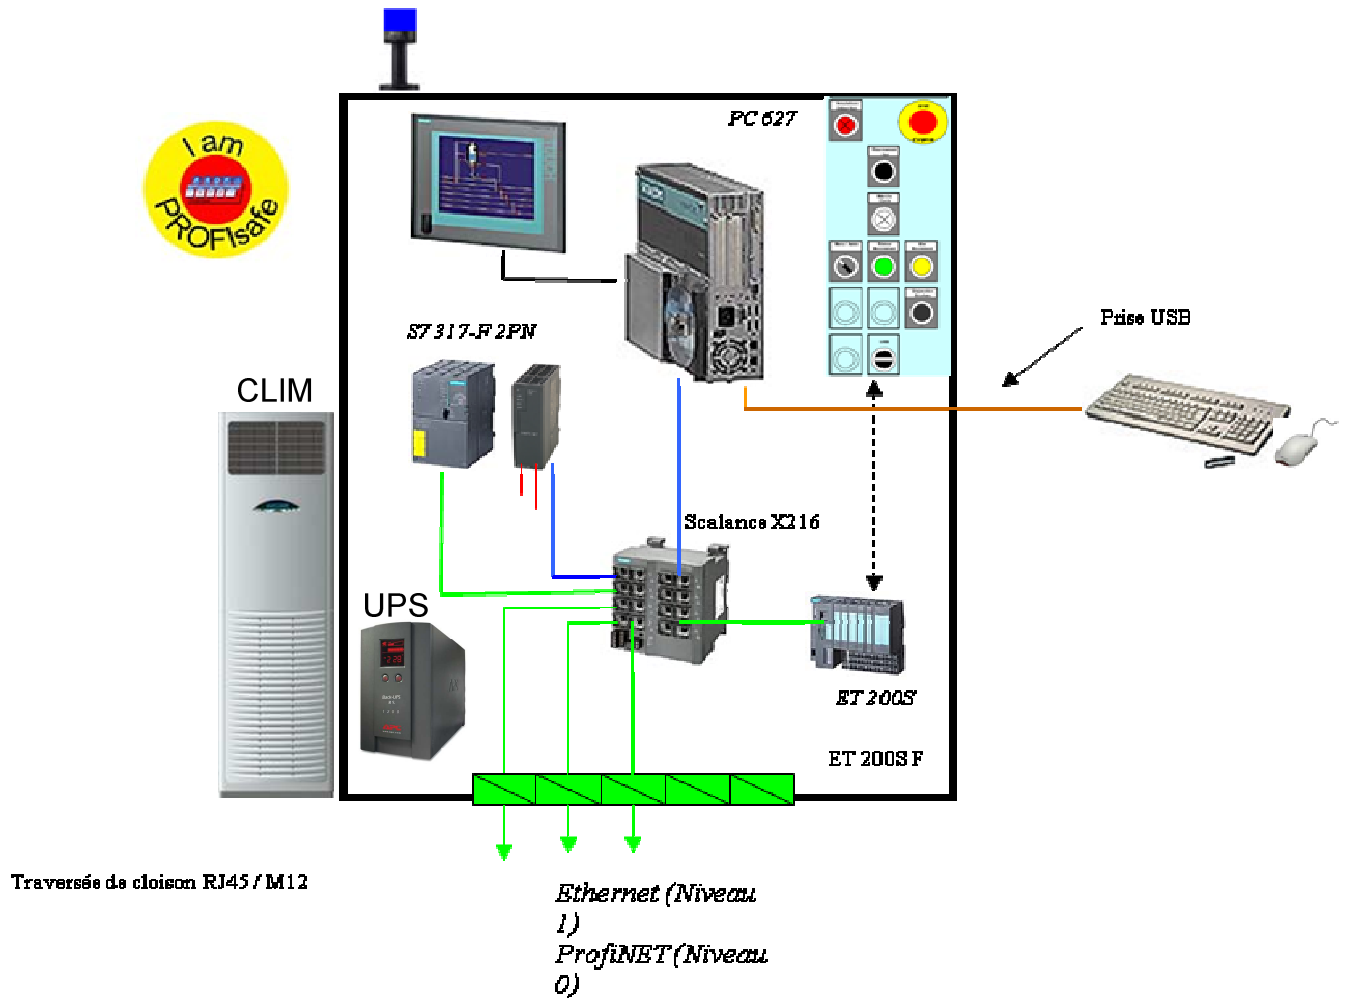 PC 627
I am
PROFIsafe
S7 317-F 2PN
Prise USB
CLIM
Scalance X216
UPS
ET 200S
ET 200S F
Traversée de cloison RJ45 / M12
Ethernet (Niveau
1)
ProfiNET (Niveau
0)